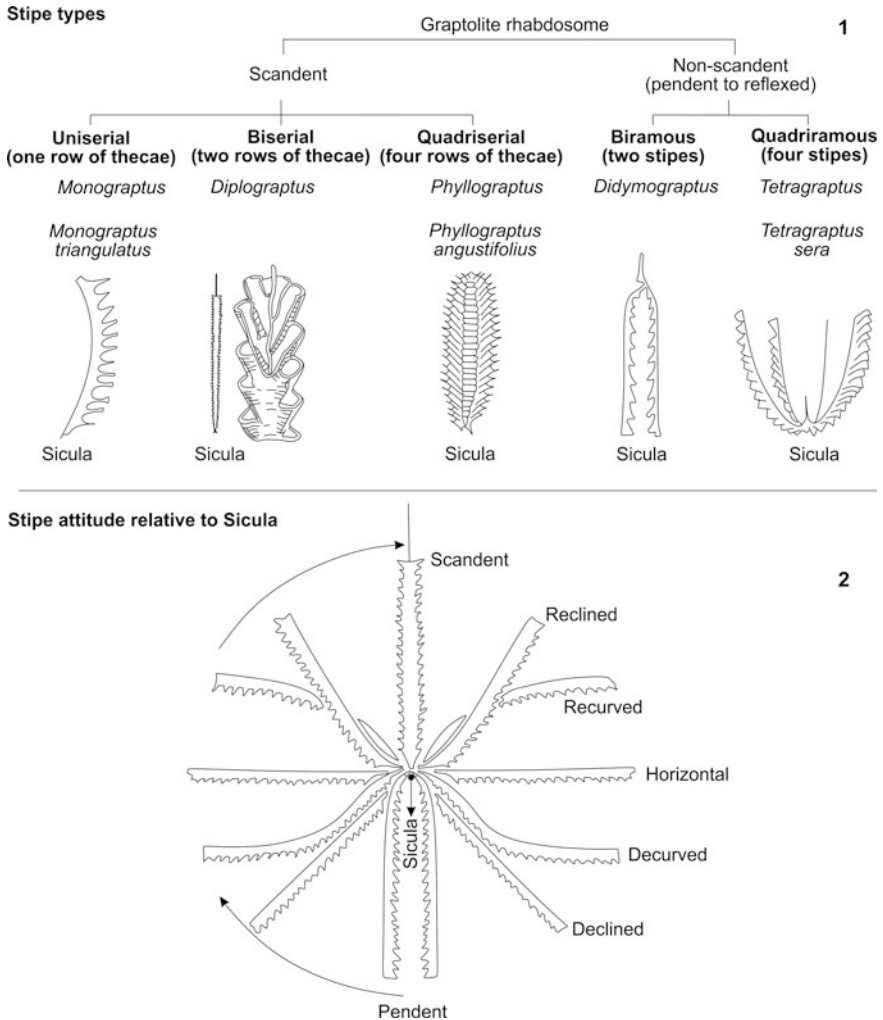 Stipe types
1
Graptolite rhabdosome
Scandent
Non-scandent
(pendent to reflexed)
Uniserial
(one row of thecae)
Biserial
(two rows of thecae)
Quadriserial
(four rows of thecae)
Biramous
(two stipes)
Quadriramous
(four stipes)
Monograptus
Diplograptus
Phyllograptus
Didymograptus
Tetragraptus
Monograptus
triangulatus
Phyllograptus
angustifolius
Tetragraptus
sera
Sicula
Sicula
Sicula
Sicula
Sicula
Stipe attitude relative to Sicula
2
Scandent
Reclined
Recurved
Horizontal
Sicula
Decurved
Declined
Pendent